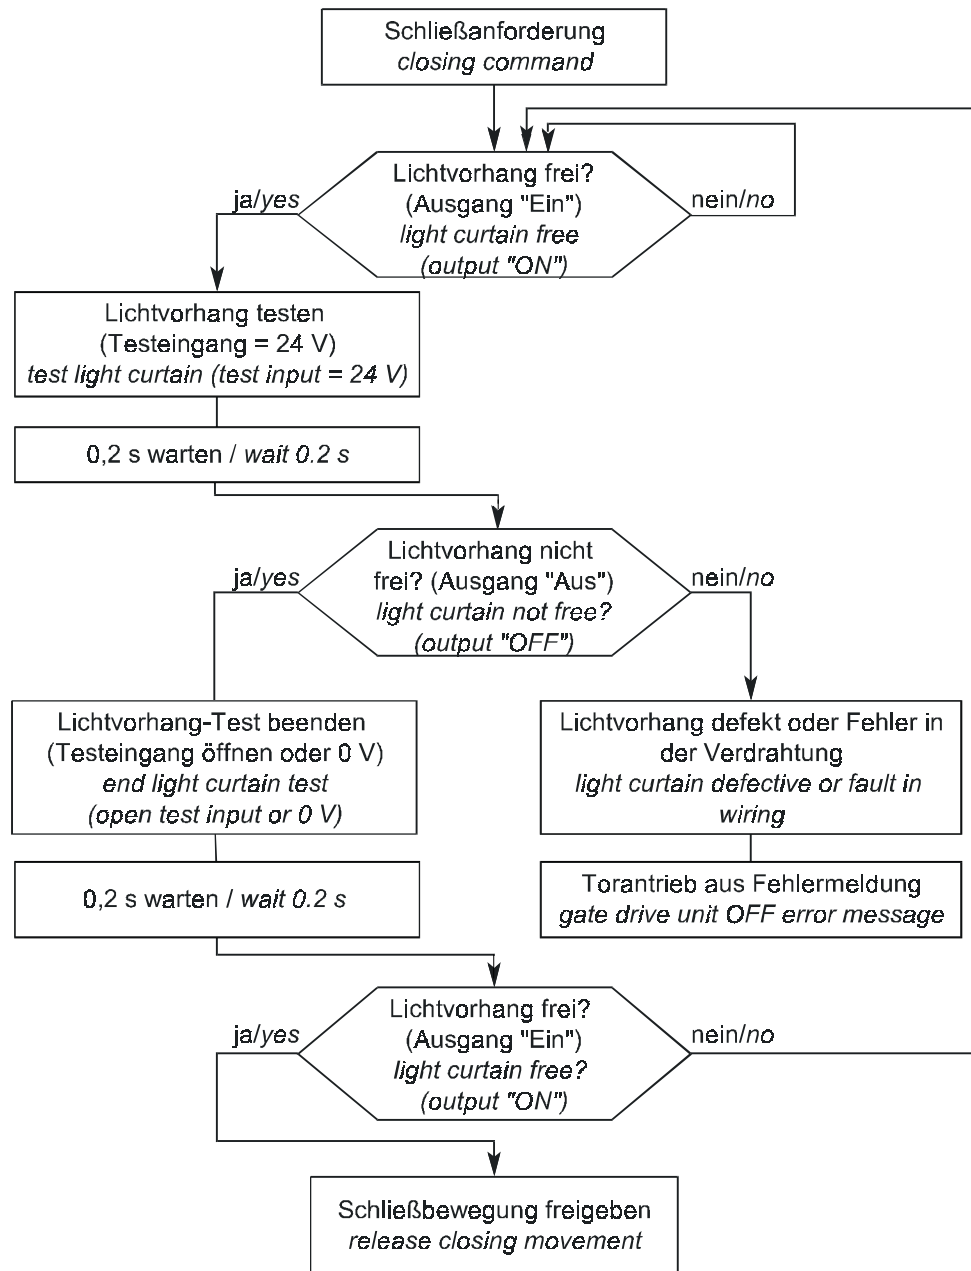 Schließanforderung
closing command
Lichtvorhang frei?
(Ausgang "Ein")
light curtain free
(output "ON")
ja/yes
nein/no
Lichtvorhang testen
(Testeingang = 24 V)
test light curtain (test input = 24 V)
0,2 s warten / wait 0.2 s
Lichtvorhang nicht
frei? (Ausgang "Aus")
light curtain not free?
(output "OFF")
ja/yes
nein/no
Lichtvorhang-Test beenden
(Testeingang öffnen oder 0 V)
end light curtain test
(open test input or 0 V)
Lichtvorhang defekt oder Fehler in
der Verdrahtung
light curtain defective or fault in
wiring
0,2 s warten / wait 0.2 s
Torantrieb aus Fehlermeldung
gate drive unit OFF error message
Lichtvorhang frei?
(Ausgang "Ein")
light curtain free?
(output "ON")
ja/yes
nein/no
Schließbewegung freigeben
release closing movement